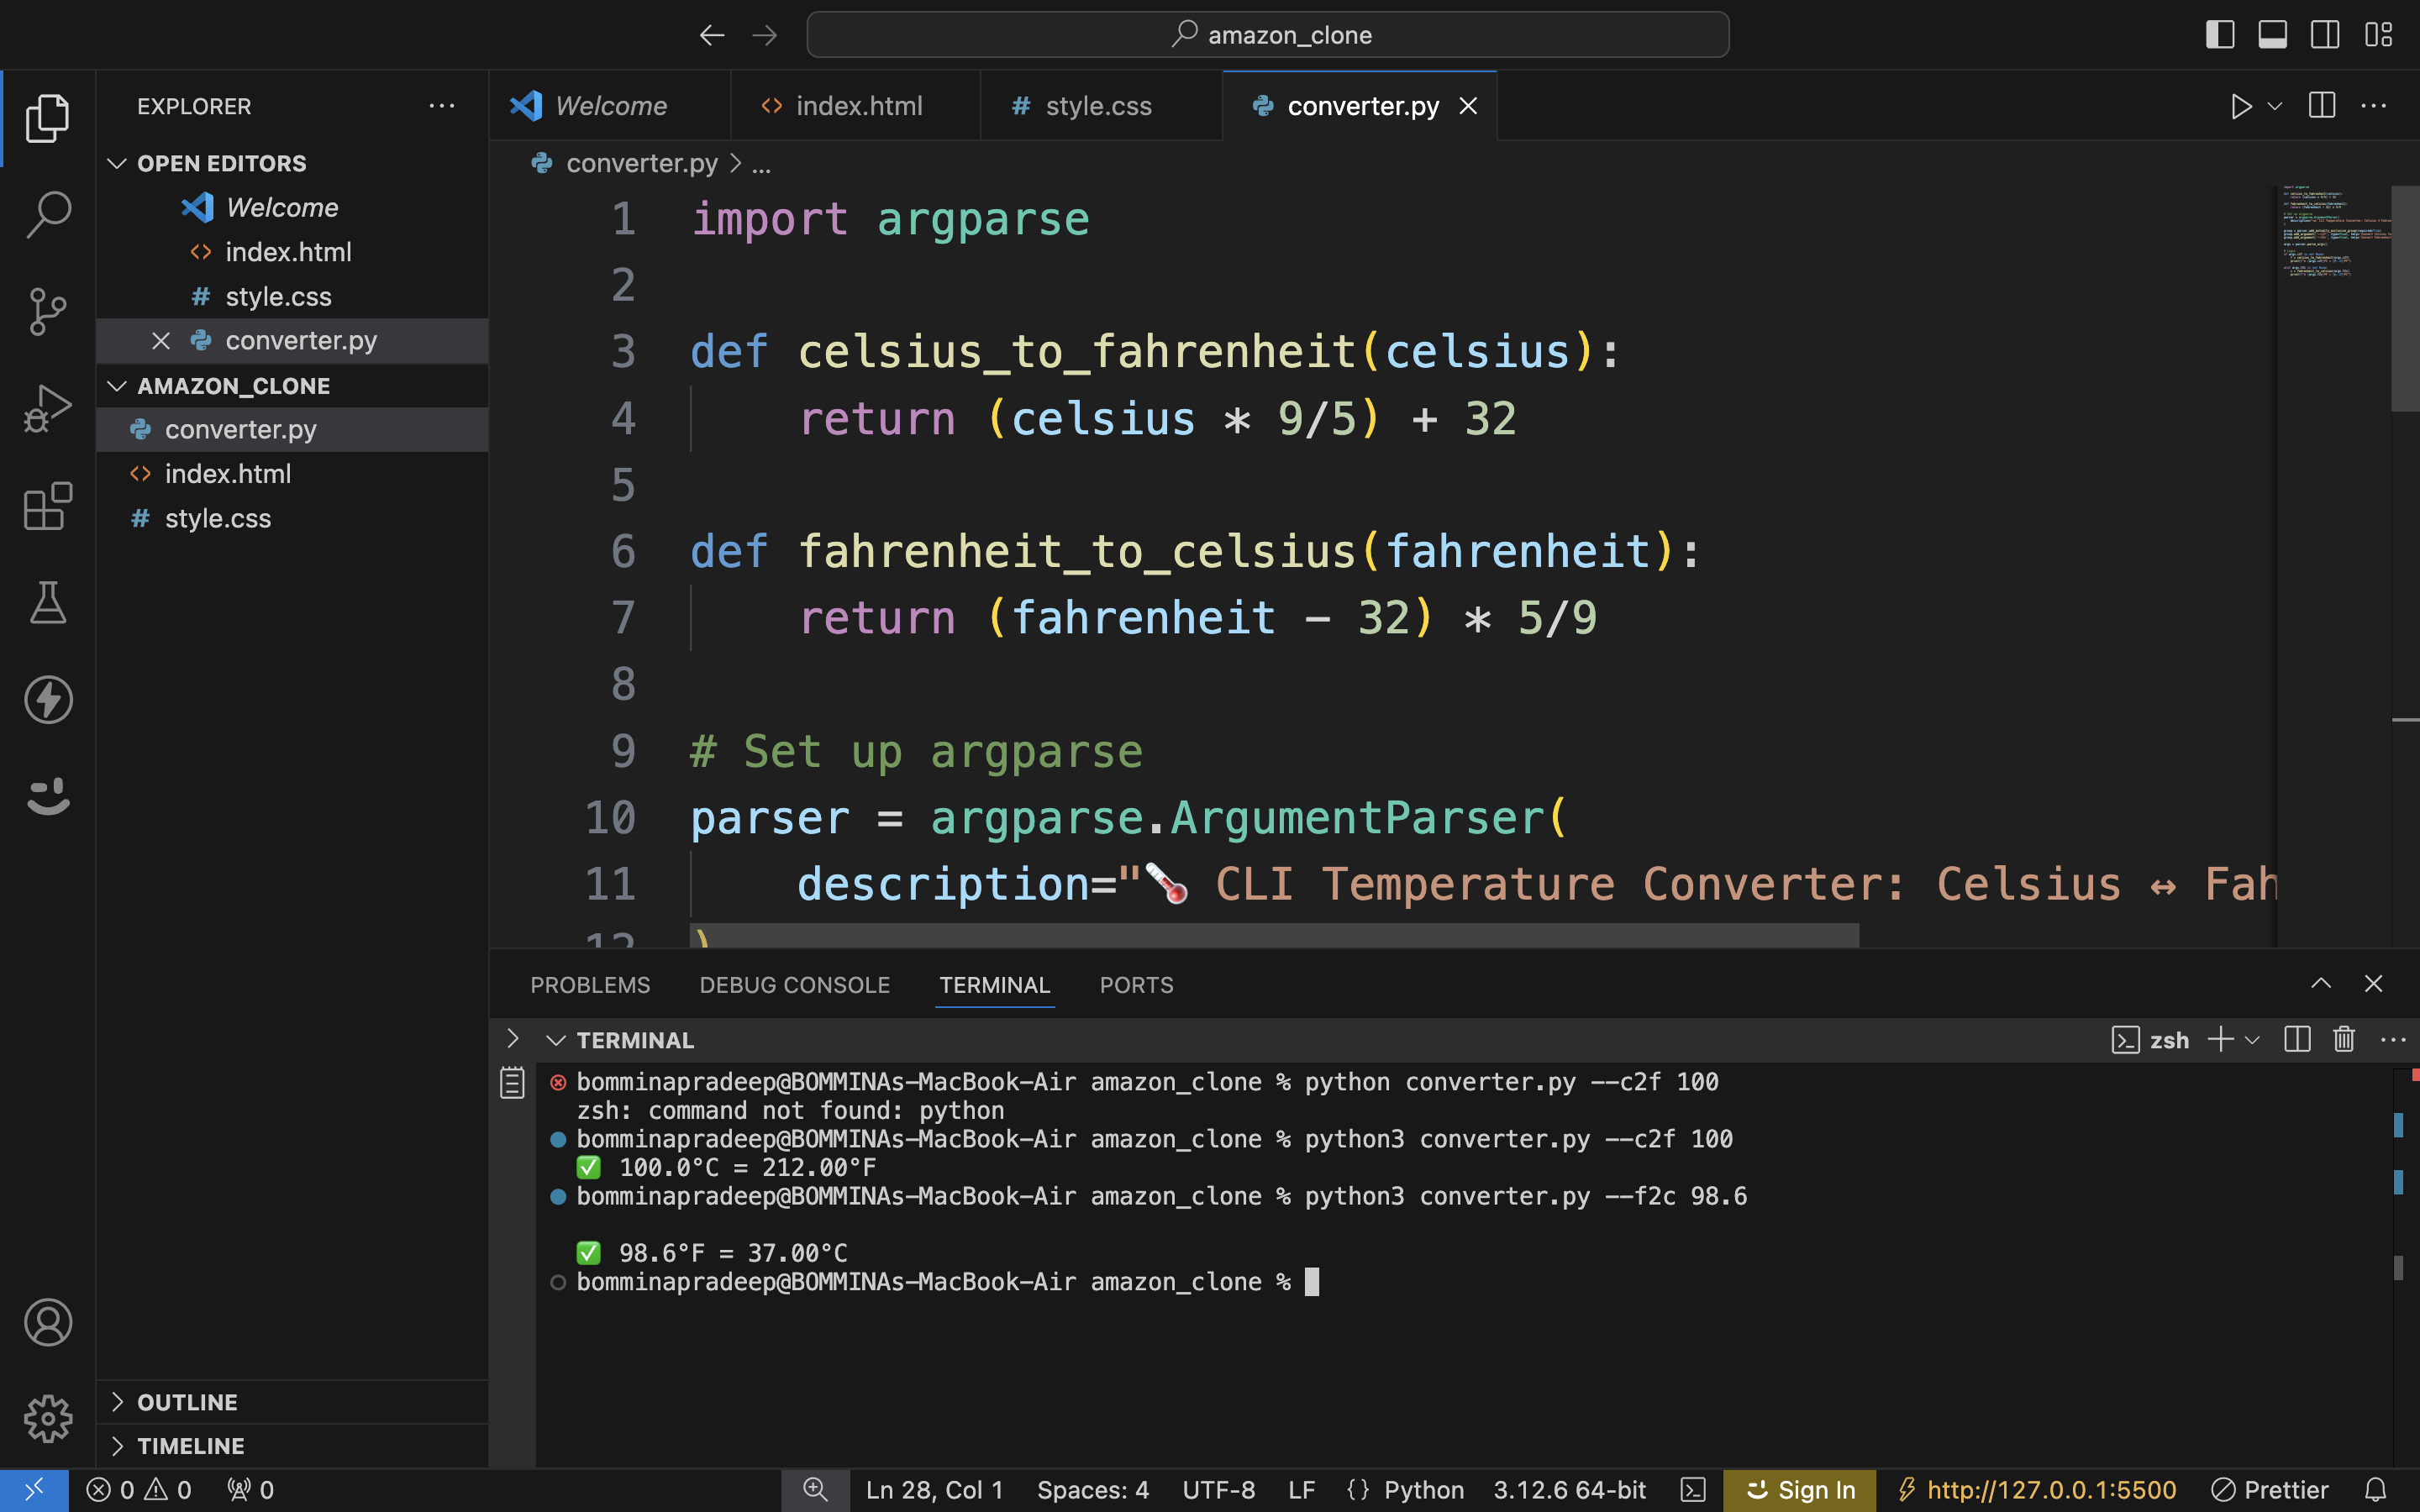 amazon_clone
EXPLORER
OPEN EDITORS
Welcome
index.html
style.css
converter.py
AMAZON_CLONE
converter.py
index.html
style.css
OUTLINE
TIMELINE
Welcome
index.html
style.css
converter.py
converter.py > ...
1 import argparse
2
3 def celsius_to_fahrenheit(celsius):
4 return (celsius * 9/5) + 32
5
6 def fahrenheit_to_celsius(fahrenheit):
7 return (fahrenheit - 32) * 5/9
8
9 # Set up argparse
10 parser = argparse.ArgumentParser(
11 description="🌡️ CLI Temperature Converter: Celsius ↔ Fah
12 )
PROBLEMS DEBUG CONSOLE TERMINAL PORTS
TERMINAL
zsh
bomminapradeep@BOMMINAs-MacBook-Air amazon_clone % python converter.py --c2f 100
zsh: command not found: python
bomminapradeep@BOMMINAs-MacBook-Air amazon_clone % python3 converter.py --c2f 100
✅ 100.0°C = 212.00°F
bomminapradeep@BOMMINAs-MacBook-Air amazon_clone % python3 converter.py --f2c 98.6
✅ 98.6°F = 37.00°C
bomminapradeep@BOMMINAs-MacBook-Air amazon_clone %
0 0 0 Ln 28, Col 1 Spaces: 4 UTF-8 LF {} Python 3.12.6 64-bit Sign In http://127.0.0.1:5500 Prettier